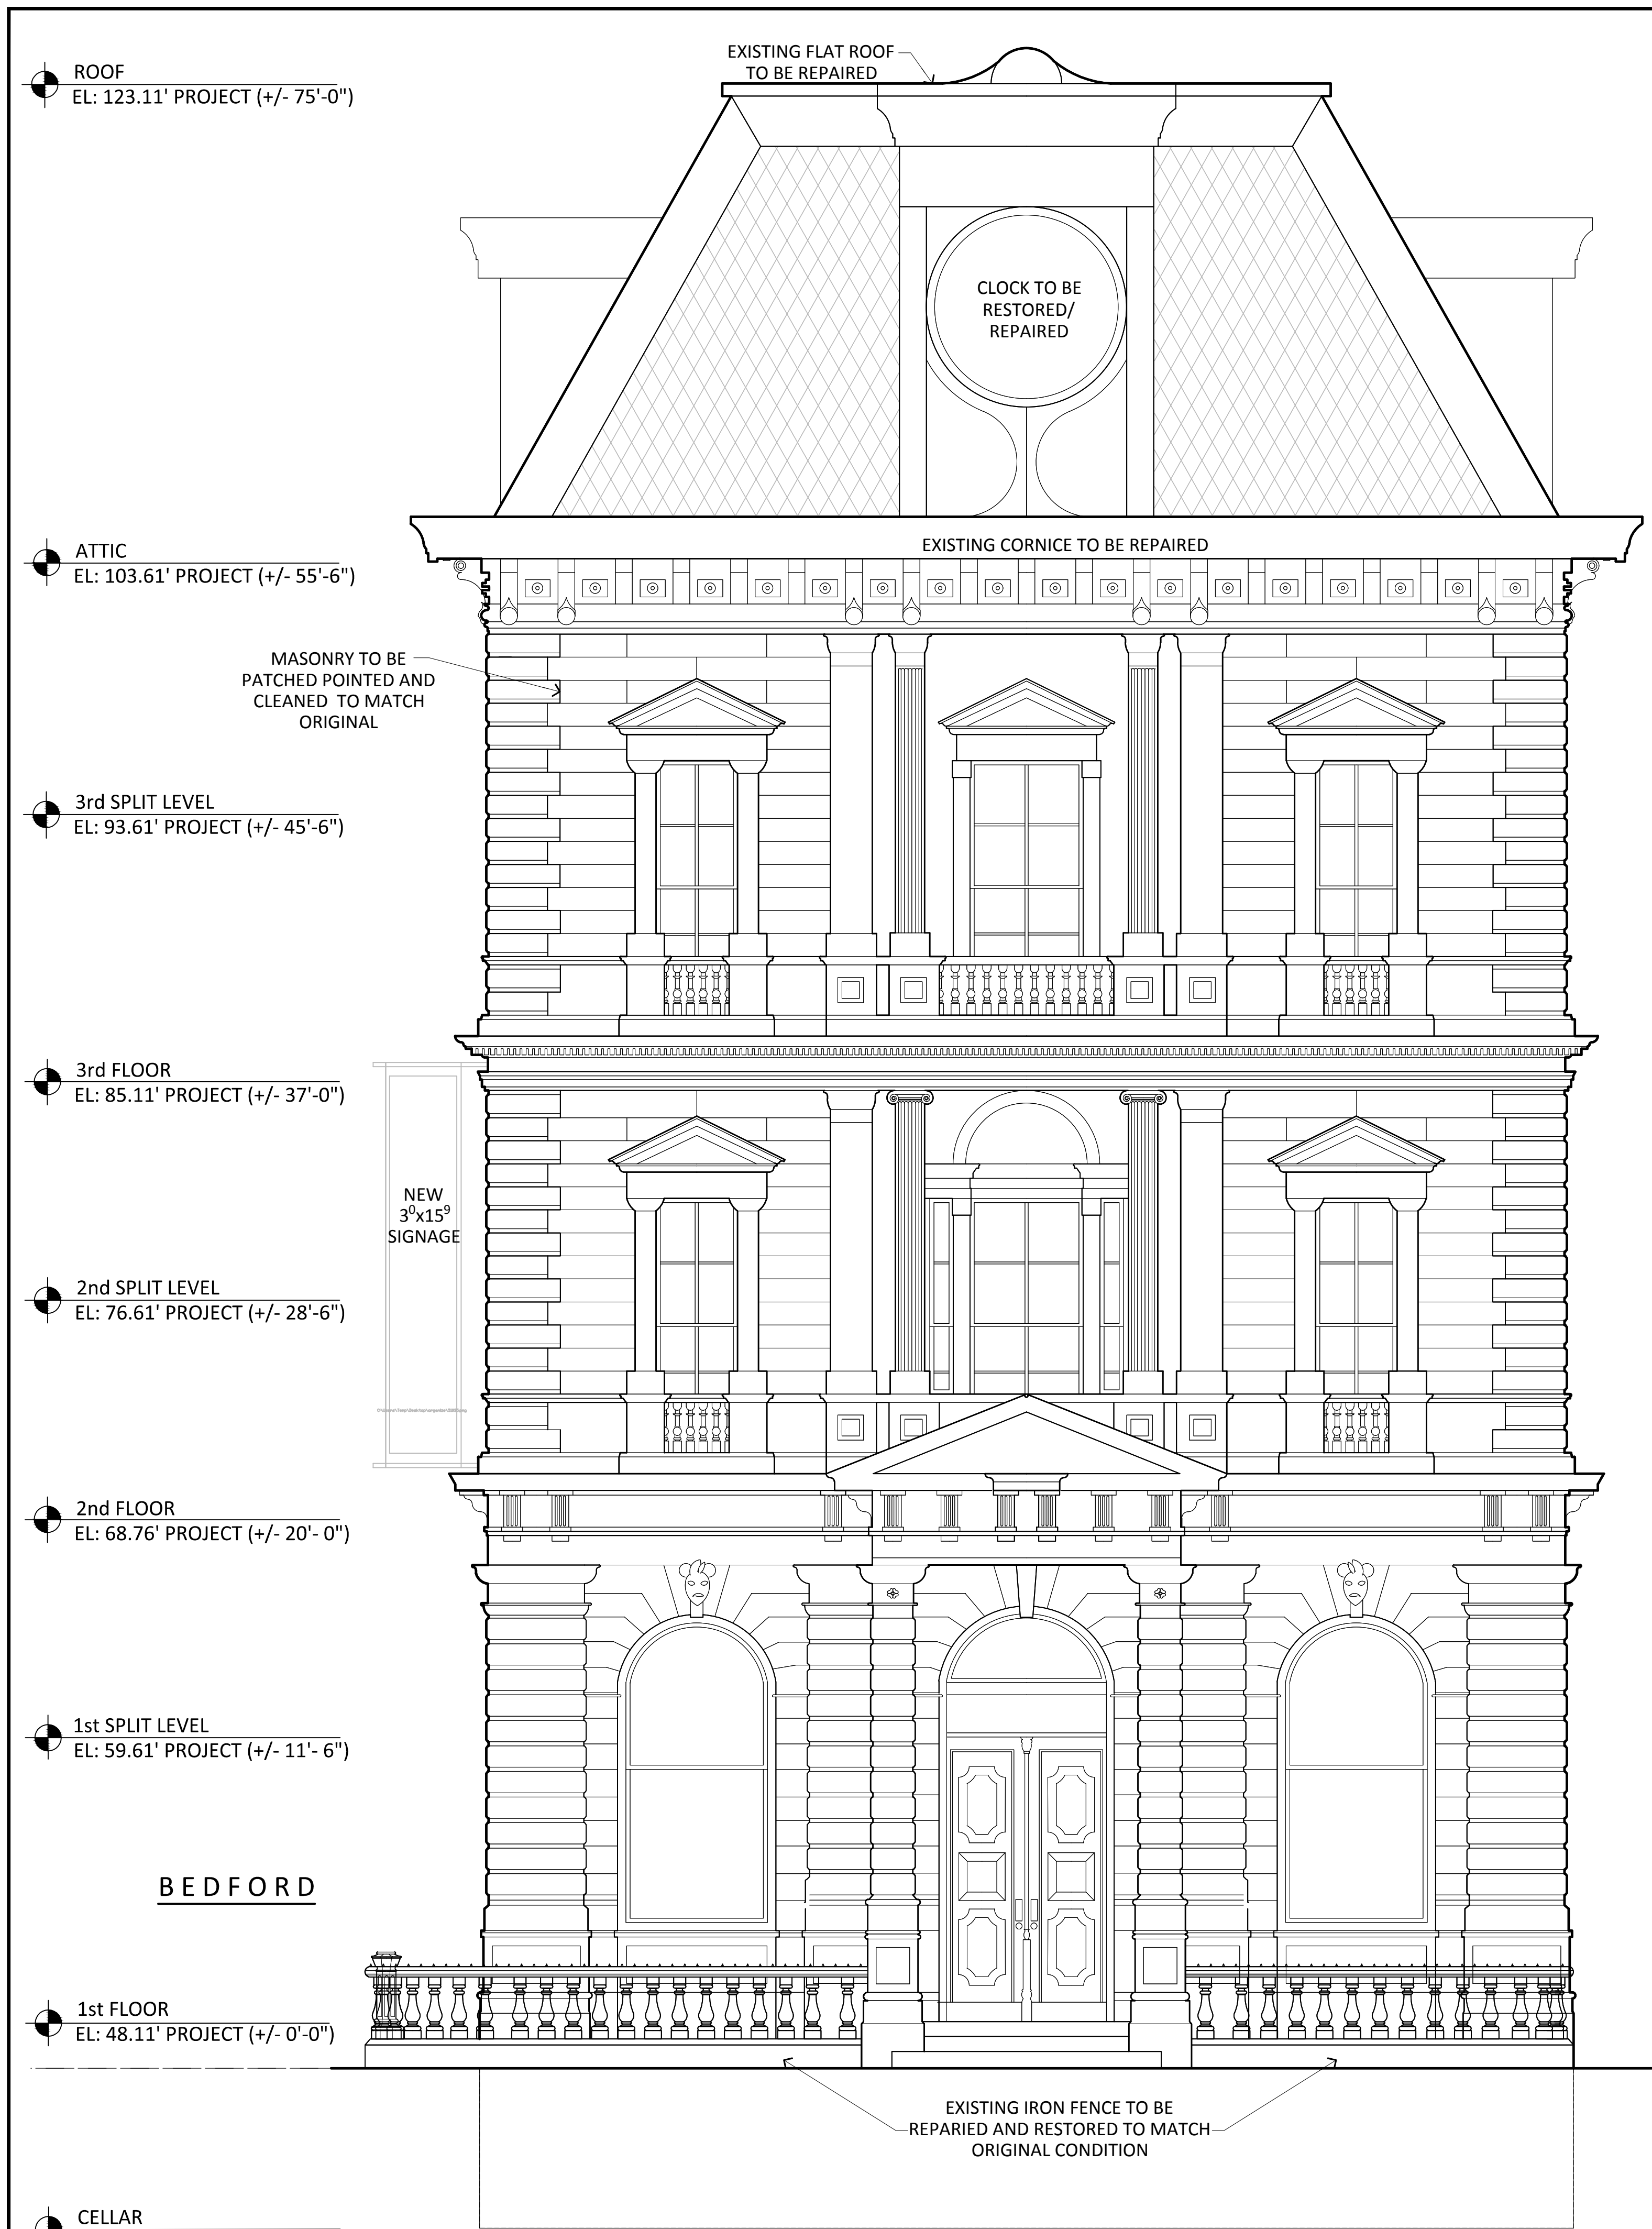 EXISTING FLAT ROOF
TO BE REPAIRED
ROOF
EL: 123.11' PROJECT (+/- 75'-0")
CLOCK TO BE
RESTORED/
REPAIRED
EXISTING CORNICE TO BE REPAIRED
ATTIC
EL: 103.61' PROJECT (+/- 55'-6")
MASONRY TO BE
PATCHED POINTED AND
CLEANED TO MATCH
ORIGINAL
3rd SPLIT LEVEL
EL: 93.61' PROJECT (+/- 45'-6")
3rd FLOOR
EL: 85.11' PROJECT (+/- 37'-0")
NEW
3⁰x15⁹
SIGNAGE
2nd SPLIT LEVEL
EL: 76.61' PROJECT (+/- 28'-6")
2nd FLOOR
EL: 68.76' PROJECT (+/- 20'- 0")
1st SPLIT LEVEL
EL: 59.61' PROJECT (+/- 11'- 6")
BEDFORD
1st FLOOR
EL: 48.11' PROJECT (+/- 0'-0")
EXISTING IRON FENCE TO BE
REPARIED AND RESTORED TO MATCH
ORIGINAL CONDITION
CELLAR